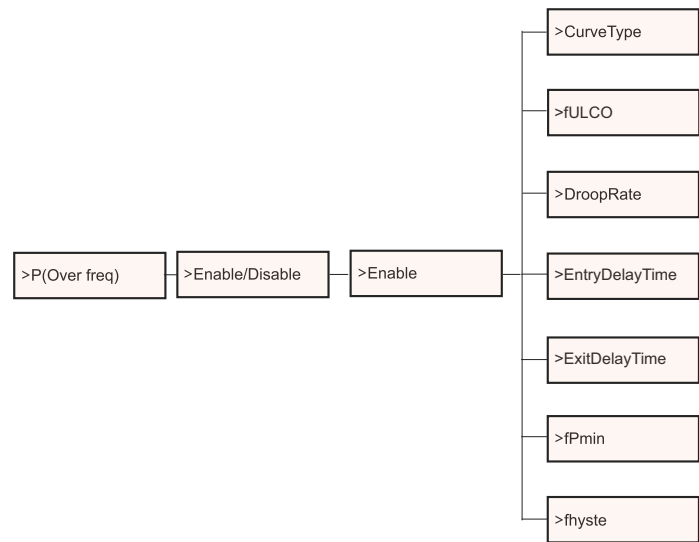 >P(Over freq)
>Enable/Disable
>Enable
>CurveType
>fULCO
>DroopRate
>EntryDelayTime
>ExitDelayTime
>fPmin
>fhyste